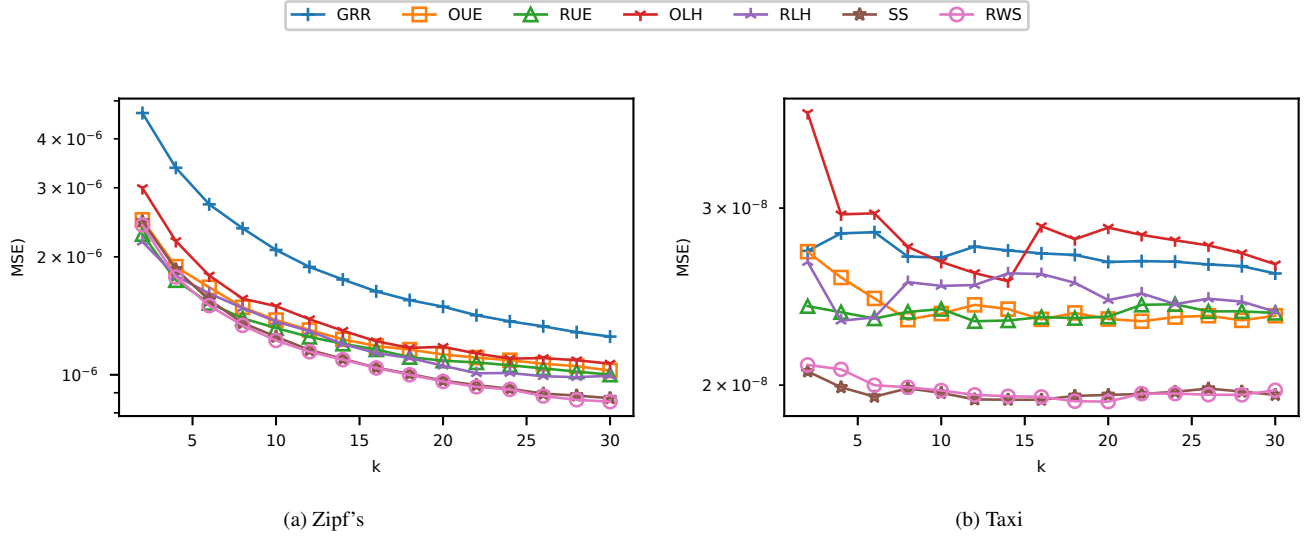 GRR OUE RUE OLH RLH SS RWS
MSE)
4 × 10⁻⁶
3 × 10⁻⁶
2 × 10⁻⁶
10⁻⁶
5 10 15 20 25 30
k
(a) Zipf's
MSE)
3 × 10⁻⁸
2 × 10⁻⁸
5 10 15 20 25 30
k
(b) Taxi